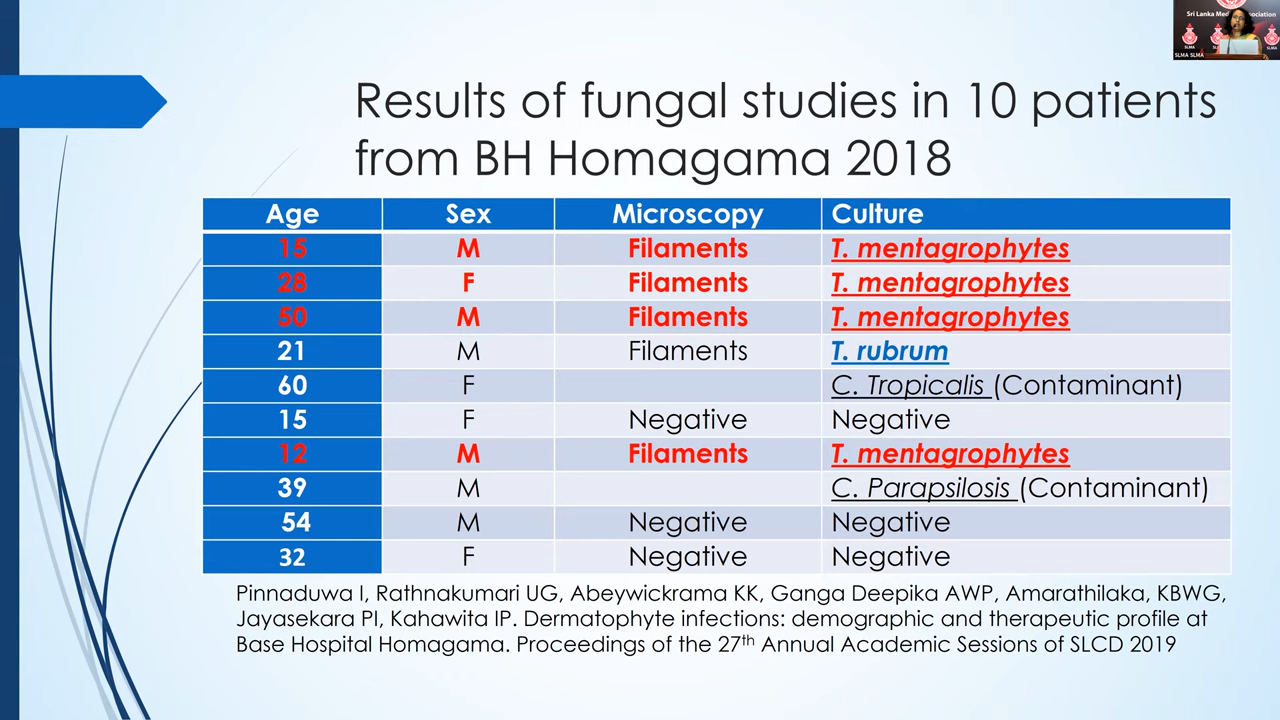 Sri Lanka Medical Association
SLMA
SLMA SLMA
SLMA
Results of fungal studies in 10 patients
from BH Homagama 2018
Age Sex Microscopy Culture
15 M Filaments T. mentagrophytes
28 F Filaments T. mentagrophytes
50 M Filaments T. mentagrophytes
21 M Filaments T. rubrum
60 F C. Tropicalis (Contaminant)
15 F Negative Negative
12 M Filaments T. mentagrophytes
39 M C. Parapsilosis (Contaminant)
54 M Negative Negative
32 F Negative Negative
Pinnaduwa I, Rathnakumari UG, Abeywickrama KK, Ganga Deepika AWP, Amarathilaka, KBWG,
Jayasekara PI, Kahawita IP. Dermatophyte infections: demographic and therapeutic profile at
Base Hospital Homagama. Proceedings of the 27th Annual Academic Sessions of SLCD 2019